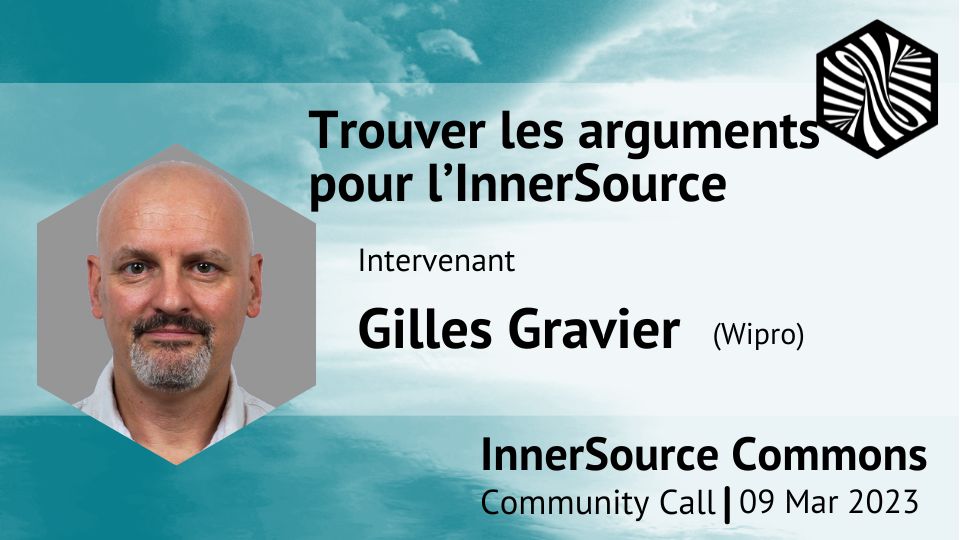 Trouver les arguments
pour l’InnerSource
Intervenant
Gilles Gravier (Wipro)
InnerSource Commons
Community Call | 09 Mar 2023